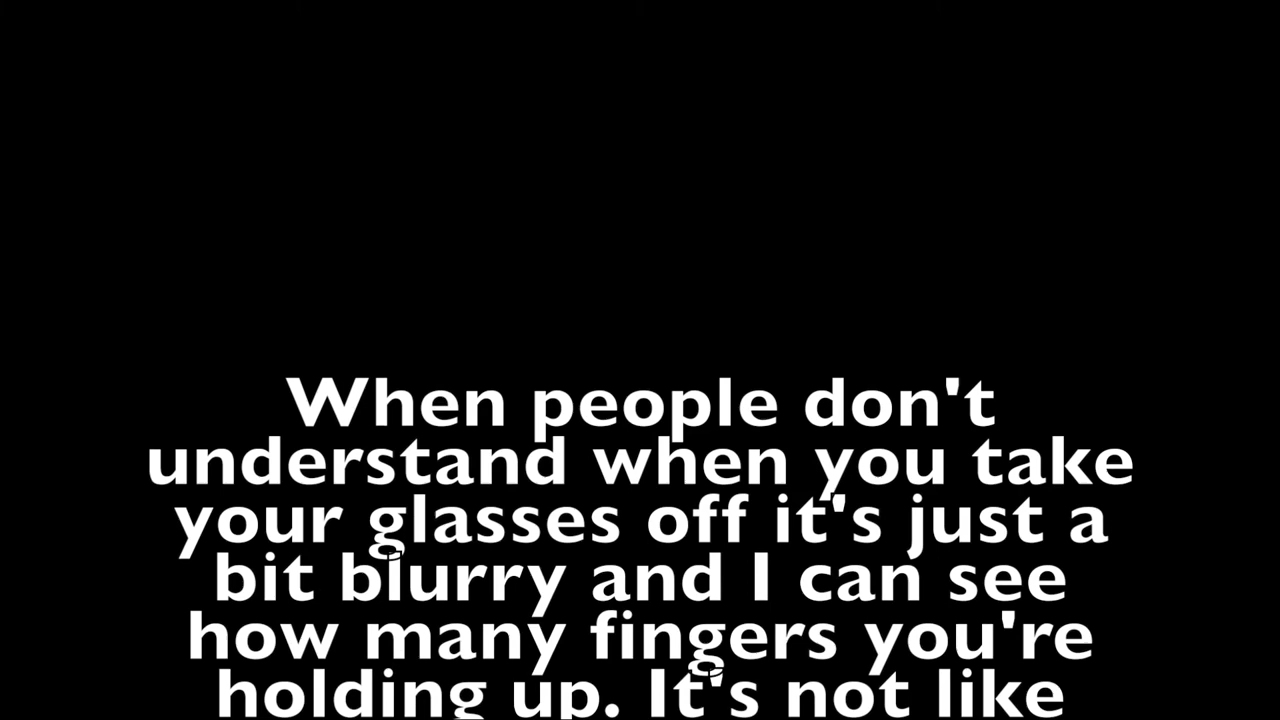 When people don't
understand when you take
your glasses off it's just a
bit blurry and I can see
how many fingers you're
holding up. It's not like